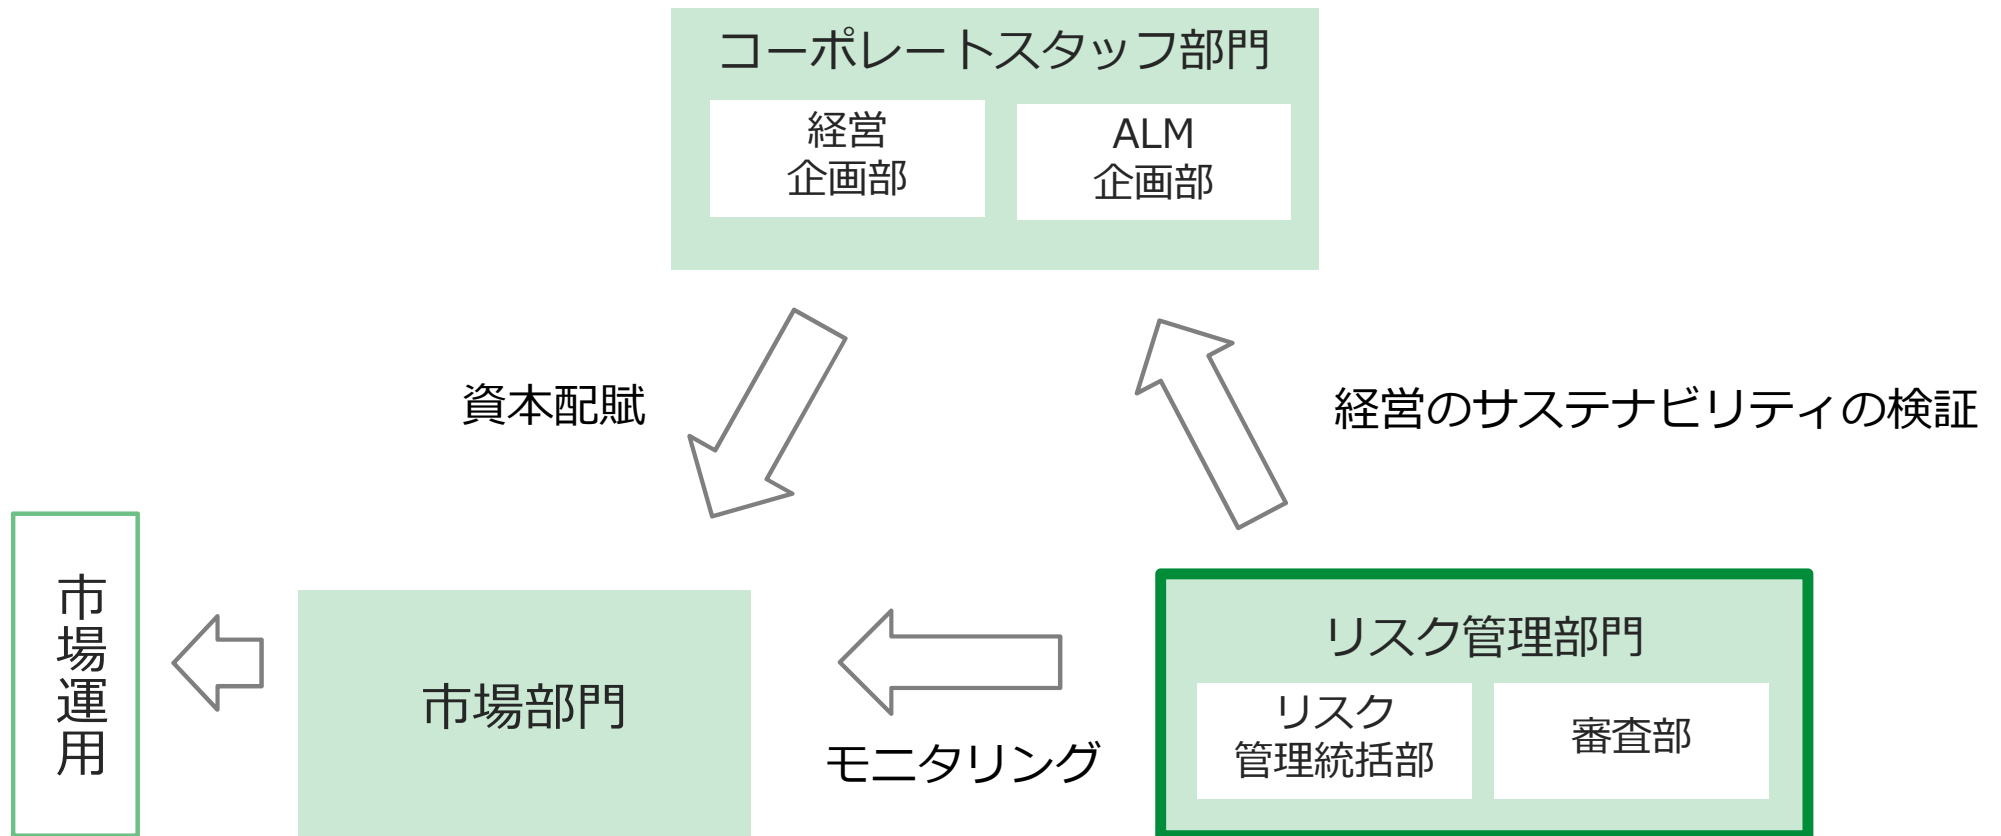 コーポレートスタッフ部門
経営
企画部
ALM
企画部
資本配賦
経営のサステナビリティの検証
市場運用
市場部門
モニタリング
リスク管理部門
リスク
管理統括部
審査部